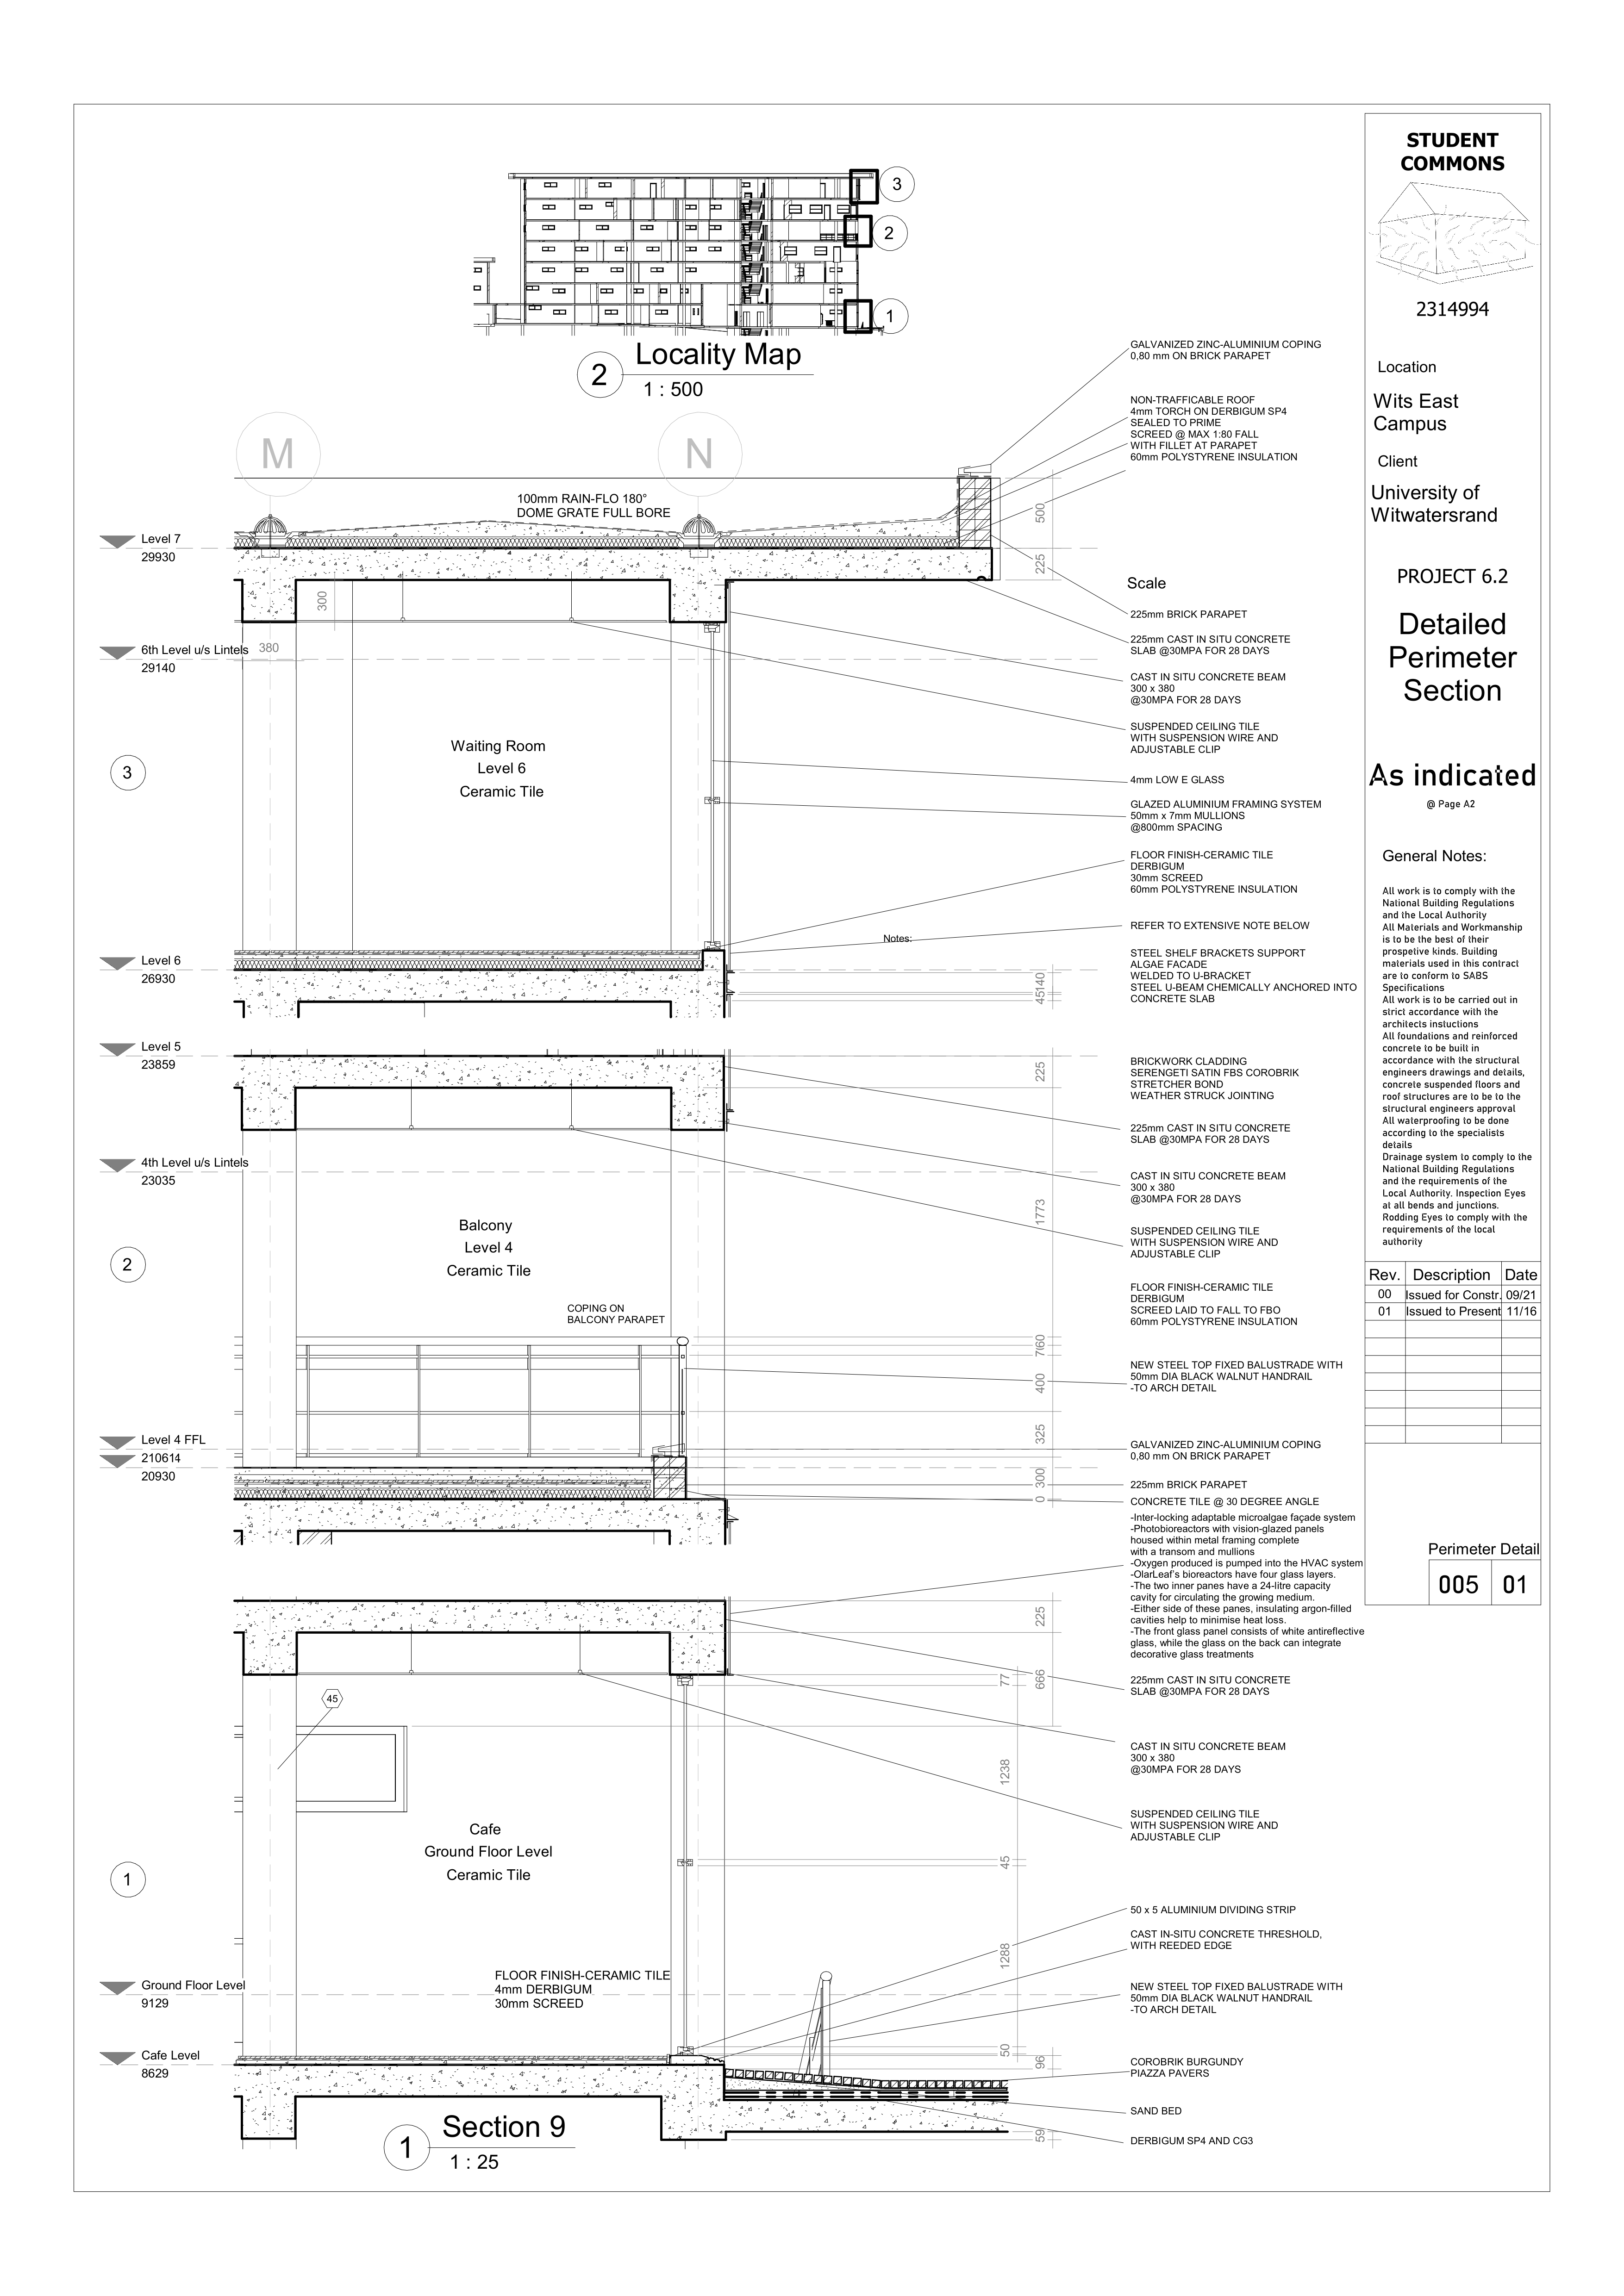 3
2
1
2
Locality Map
1 : 500
M
N
100mm RAIN-FLO 180°
DOME GRATE FULL BORE
Level 7
29930
500
225
300
380
6th Level u/s Lintels
29140
3
Waiting Room
Level 6
Ceramic Tile
Notes:
Level 6
26930
140
45
GALVANIZED ZINC-ALUMINIUM COPING
0,80 mm ON BRICK PARAPET
NON-TRAFFICABLE ROOF
4mm TORCH ON DERBIGUM SP4
SEALED TO PRIME
SCREED @ MAX 1:80 FALL
WITH FILLET AT PARAPET
60mm POLYSTYRENE INSULATION
Scale
225mm BRICK PARAPET
225mm CAST IN SITU CONCRETE
SLAB @30MPA FOR 28 DAYS
CAST IN SITU CONCRETE BEAM
300 x 380
@30MPA FOR 28 DAYS
SUSPENDED CEILING TILE
WITH SUSPENSION WIRE AND
ADJUSTABLE CLIP
4mm LOW E GLASS
GLAZED ALUMINIUM FRAMING SYSTEM
50mm x 7mm MULLIONS
@800mm SPACING
FLOOR FINISH-CERAMIC TILE
DERBIGUM
30mm SCREED
60mm POLYSTYRENE INSULATION
REFER TO EXTENSIVE NOTE BELOW
STEEL SHELF BRACKETS SUPPORT
ALGAE FACADE
WELDED TO U-BRACKET
STEEL U-BEAM CHEMICALLY ANCHORED INTO
CONCRETE SLAB
Level 5
23859
4th Level u/s Lintels
23035
2
Balcony
Level 4
Ceramic Tile
COPING ON
BALCONY PARAPET
Level 4 FFL
210614
20930
225
1773
60
400
325
300
0
BRICKWORK CLADDING
SERENGETI SATIN FBS COROBRIK
STRETCHER BOND
WEATHER STRUCK JOINTING
225mm CAST IN SITU CONCRETE
SLAB @30MPA FOR 28 DAYS
CAST IN SITU CONCRETE BEAM
300 x 380
@30MPA FOR 28 DAYS
SUSPENDED CEILING TILE
WITH SUSPENSION WIRE AND
ADJUSTABLE CLIP
FLOOR FINISH-CERAMIC TILE
DERBIGUM
SCREED LAID TO FALL TO FBO
60mm POLYSTYRENE INSULATION
NEW STEEL TOP FIXED BALUSTRADE WITH
50mm DIA BLACK WALNUT HANDRAIL
-TO ARCH DETAIL
GALVANIZED ZINC-ALUMINIUM COPING
0,80 mm ON BRICK PARAPET
225mm BRICK PARAPET
CONCRETE TILE @ 30 DEGREE ANGLE
-Inter-locking adaptable microalgae façade system
-Photobioreactors with vision-glazed panels
housed within metal framing complete
with a transom and mullions
-Oxygen produced is pumped into the HVAC system
-OlarLeaf's bioreactors have four glass layers.
-The two inner panes have a 24-litre capacity
cavity for circulating the growing medium.
-Either side of these panes, insulating argon-filled
cavities help to minimise heat loss.
-The front glass panel consists of white antireflective
glass, while the glass on the back can integrate
decorative glass treatments
225mm CAST IN SITU CONCRETE
SLAB @30MPA FOR 28 DAYS
CAST IN SITU CONCRETE BEAM
300 x 380
@30MPA FOR 28 DAYS
SUSPENDED CEILING TILE
WITH SUSPENSION WIRE AND
ADJUSTABLE CLIP
50 x 5 ALUMINIUM DIVIDING STRIP
CAST IN-SITU CONCRETE THRESHOLD,
WITH REEDED EDGE
NEW STEEL TOP FIXED BALUSTRADE WITH
50mm DIA BLACK WALNUT HANDRAIL
-TO ARCH DETAIL
COROBRIK BURGUNDY
PIAZZA PAVERS
SAND BED
DERBIGUM SP4 AND CG3
225
666
77
1238
45
1288
50
96
59
45
1
Cafe
Ground Floor Level
Ceramic Tile
FLOOR FINISH-CERAMIC TILE
4mm DERBIGUM
30mm SCREED
Ground Floor Level
9129
Cafe Level
8629
1
Section 9
1 : 25
STUDENT
COMMONS
2314994
Location
Wits East
Campus
Client
University of
Witwatersrand
PROJECT 6.2
Detailed
Perimeter
Section
As indicated
@ Page A2
General Notes:
All work is to comply with the
National Building Regulations
and the Local Authority
All Materials and Workmanship
is to be the best of their
prospetive kinds. Building
materials used in this contract
are to conform to SABS
Specifications
All work is to be carried out in
strict accordance with the
architects instuctions
All foundations and reinforced
concrete to be built in
accordance with the structural
engineers drawings and details,
concrete suspended floors and
roof structures are to be to the
structural engineers approval
All waterproofing to be done
according to the specialists
details
Drainage system to comply to the
National Building Regulations
and the requirements of the
Local Authority. Inspection Eyes
at all bends and junctions.
Rodding Eyes to comply with the
requirements of the local
authority
Rev. Description Date
00 Issued for Constr. 09/21
01 Issued to Present 11/16
Perimeter Detail
005 01